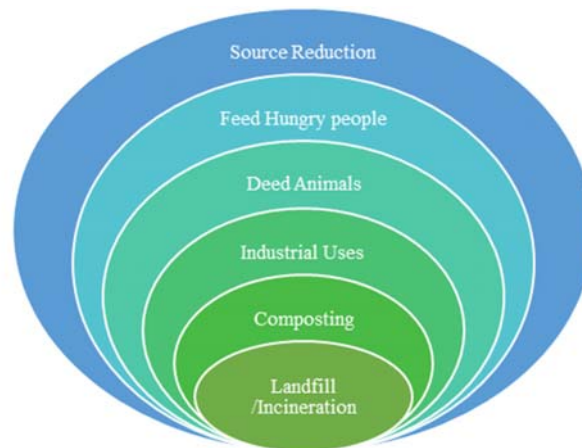 Source Reduction
Feed Hungry people
Deed Animals
Industrial Uses
Composting
Landfill
/Incineration